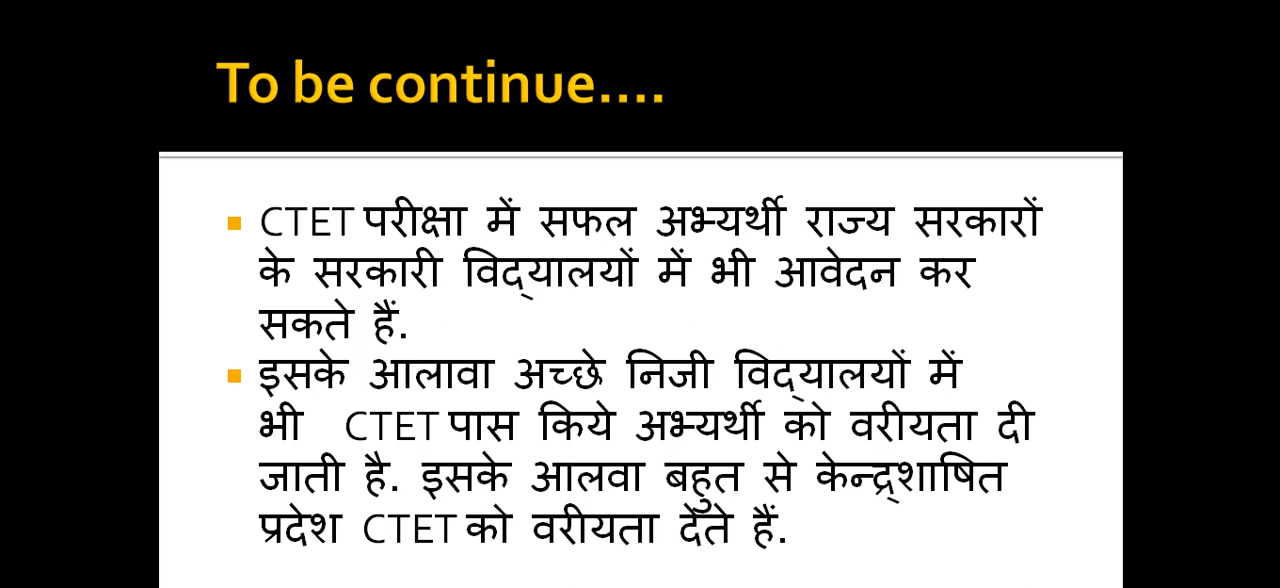 To be continue....
CTET परीक्षा में सफल अभ्यर्थी राज्य सरकारों
के सरकारी विद्‌यालयों में भी आवेदन कर
सकते हैं.
इसके आलावा अच्छे निजी विद्‌यालयों में
भी CTET पास किये अभ्यर्थी को वरीयता दी
जाती है. इसके आलवा बहुत से केन्द्र्शाषित
प्रदेश CTET को वरीयता देते हैं.